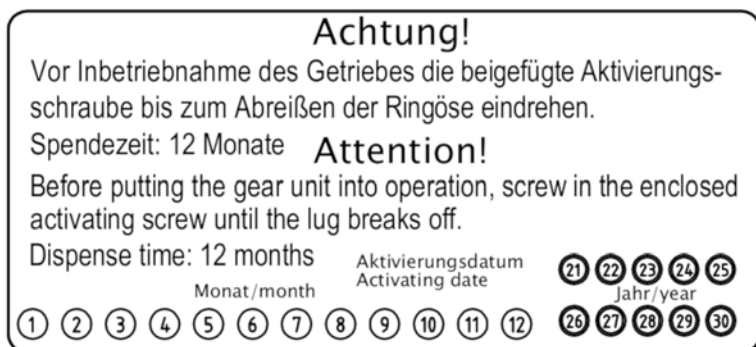 Achtung!
Vor Inbetriebnahme des Getriebes die beigefügte Aktivierungs-
schraube bis zum Abreißen der Ringöse eindrehen.
Spendezeit: 12 Monate
Attention!
Before putting the gear unit into operation, screw in the enclosed
activating screw until the lug breaks off.
Dispense time: 12 months
Aktivierungsdatum
Activating date
Monat/month
1 2 3 4 5 6 7 8 9 10 11 12
21 22 23 24 25
Jahr/year
26 27 28 29 30